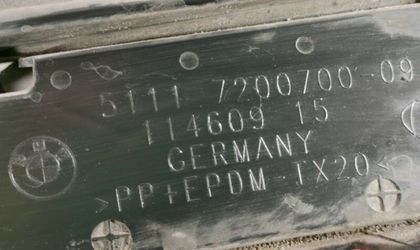 5111 7200700-09
114609 15
GERMANY
>PP+EPDM-TX20<